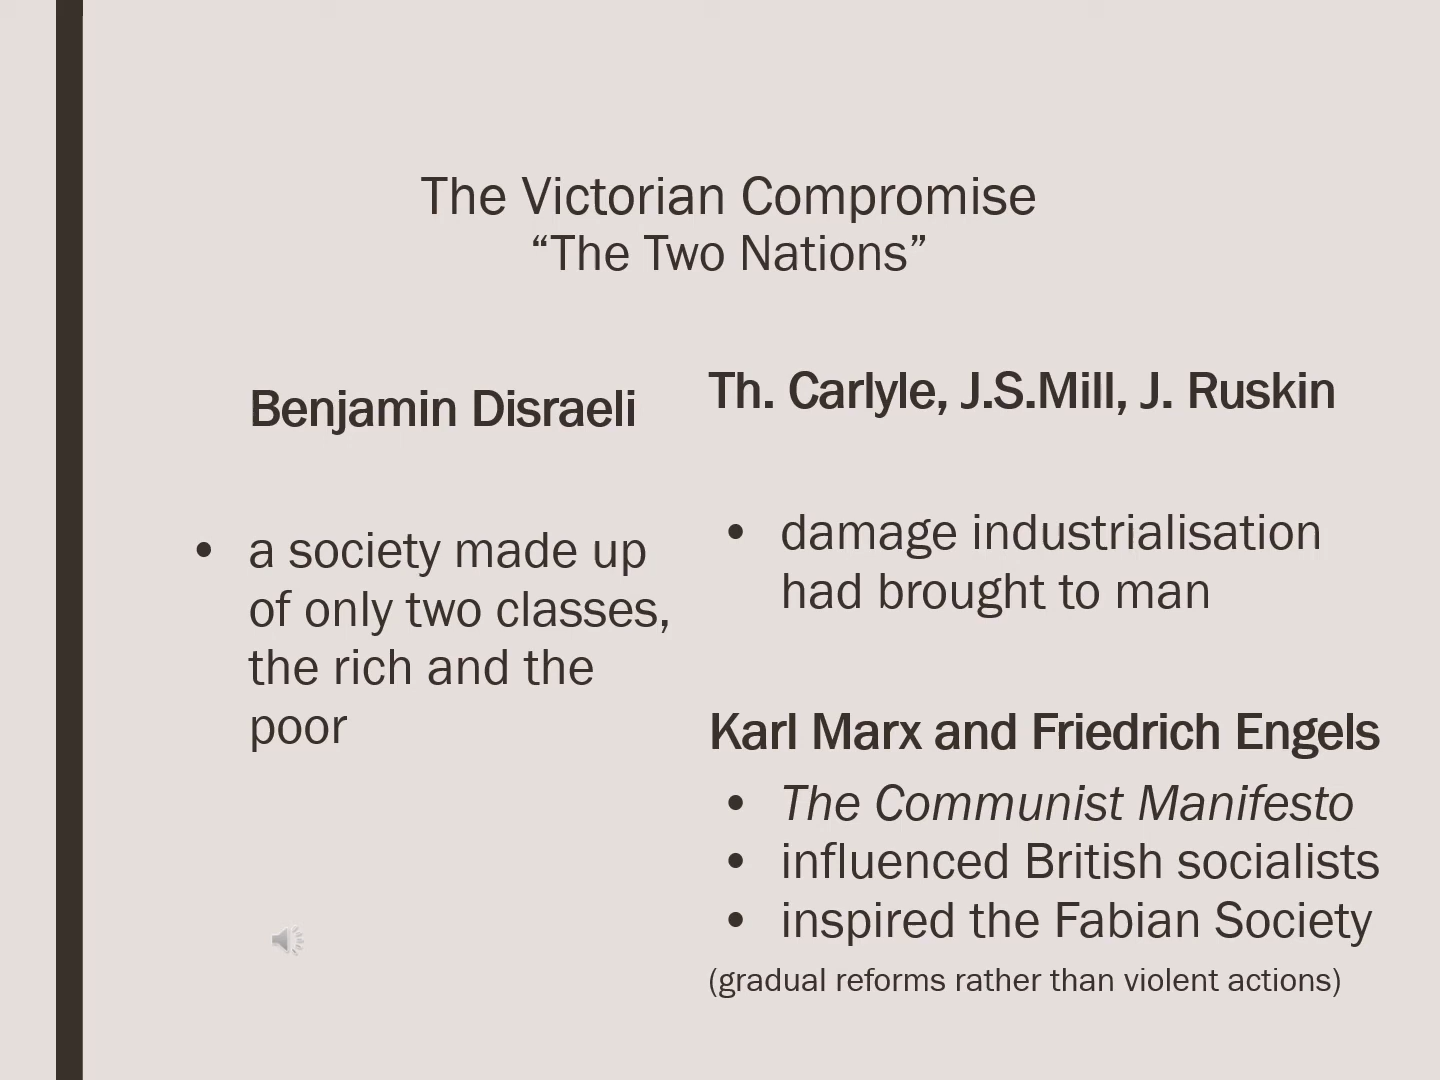 The Victorian Compromise
“The Two Nations”
Benjamin Disraeli
• a society made up
of only two classes,
the rich and the
poor
Th. Carlyle, J.S.Mill, J. Ruskin
• damage industrialisation
had brought to man
Karl Marx and Friedrich Engels
• The Communist Manifesto
• influenced British socialists
• inspired the Fabian Society
(gradual reforms rather than violent actions)